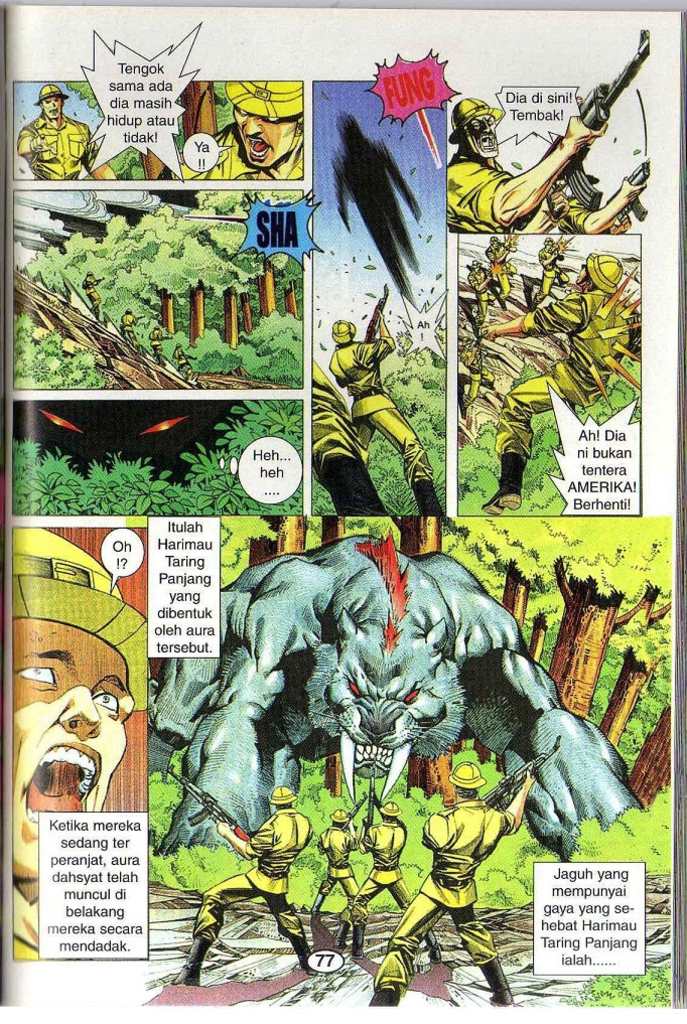 Tengok
sama ada
dia masih
hidup atau
tidak!
Ya
!!
FUNG
Dia di sini!
Tembak!
SHA
Ah
!
Ah! Dia
ni bukan
tentera
AMERIKA!
Berhenti!
Heh...
heh
....
Oh
!?
Itulah
Harimau
Taring
Panjang
yang
dibentuk
oleh aura
tersebut.
Ketika mereka
sedang ter
peranjat, aura
dahsyat telah
muncul di
belakang
mereka secara
mendadak.
Jaguh yang
mempunyai
gaya yang se-
hebat Harimau
Taring Panjang
ialah......
77